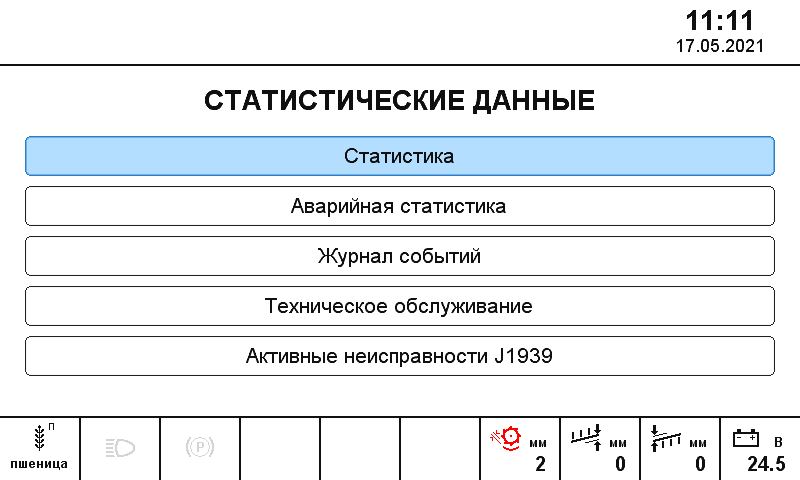 11:11
17.05.2021
СТАТИСТИЧЕСКИЕ ДАННЫЕ
Статистика
Аварийная статистика
Журнал событий
Техническое обслуживание
Активные неисправности J1939
П
пшеница
(P)
мм
2
мм
0
мм
0
В
24.5